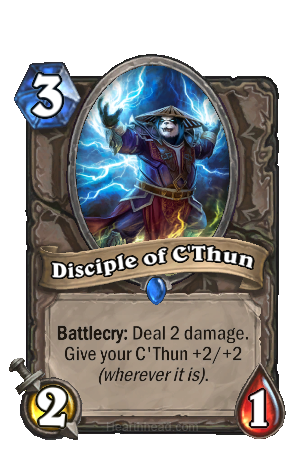 3
Disciple of C'Thun
Battlecry: Deal 2 damage.
Give your C'Thun +2/+2
(wherever it is).
2
1